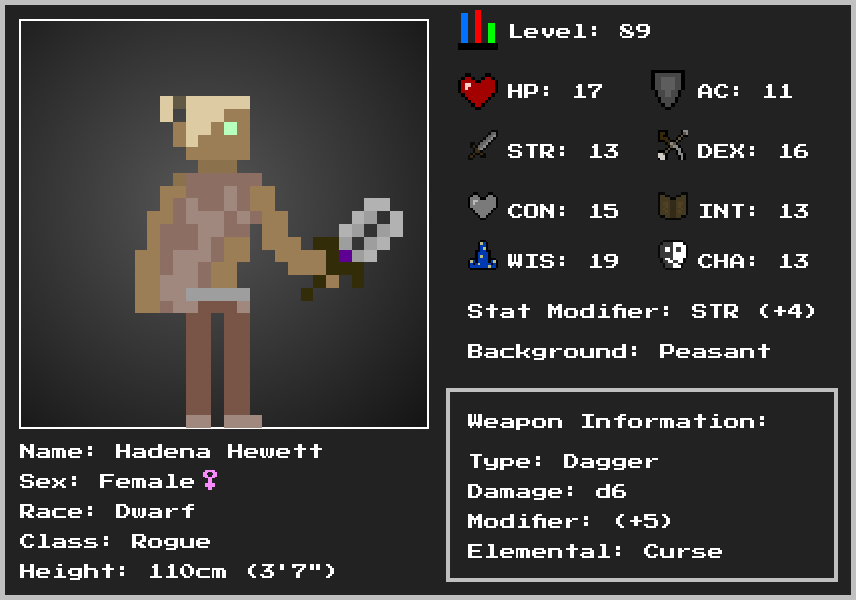 Level: 89
HP: 17
AC: 11
STR: 13
DEX: 16
CON: 15
INT: 13
WIS: 19
CHA: 13
Stat Modifier: STR (+4)
Background: Peasant
Weapon Information:
Type: Dagger
Damage: d6
Modifier: (+5)
Elemental: Curse
Name: Hadena Hewett
Sex: Female♀
Race: Dwarf
Class: Rogue
Height: 110cm (3'7")